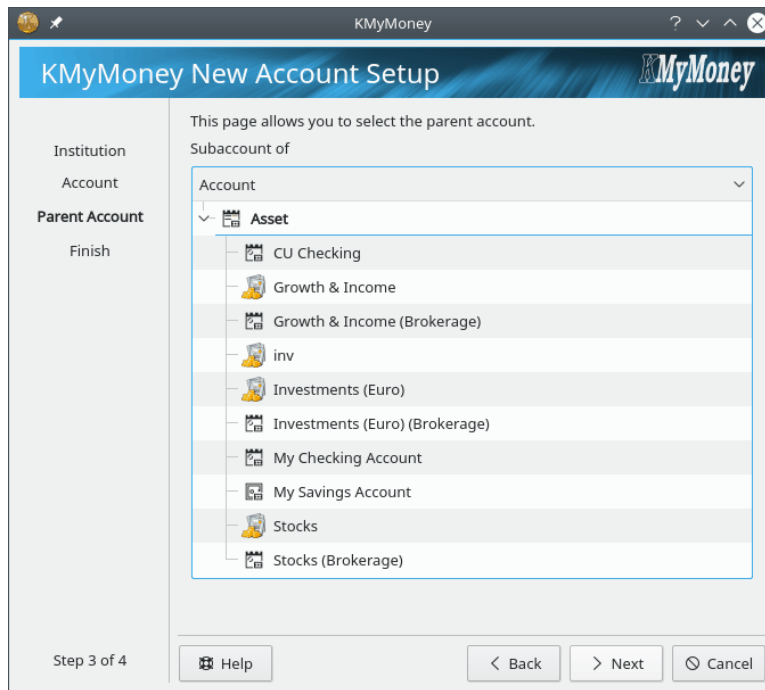 KMyMoney
KMyMoney New Account Setup
KMyMoney
This page allows you to select the parent account.
Institution
Subaccount of
Account
Account
Parent Account
Asset
Finish
CU Checking
Growth & Income
Growth & Income (Brokerage)
inv
Investments (Euro)
Investments (Euro) (Brokerage)
My Checking Account
My Savings Account
Stocks
Stocks (Brokerage)
Step 3 of 4
Help
Back
Next
Cancel